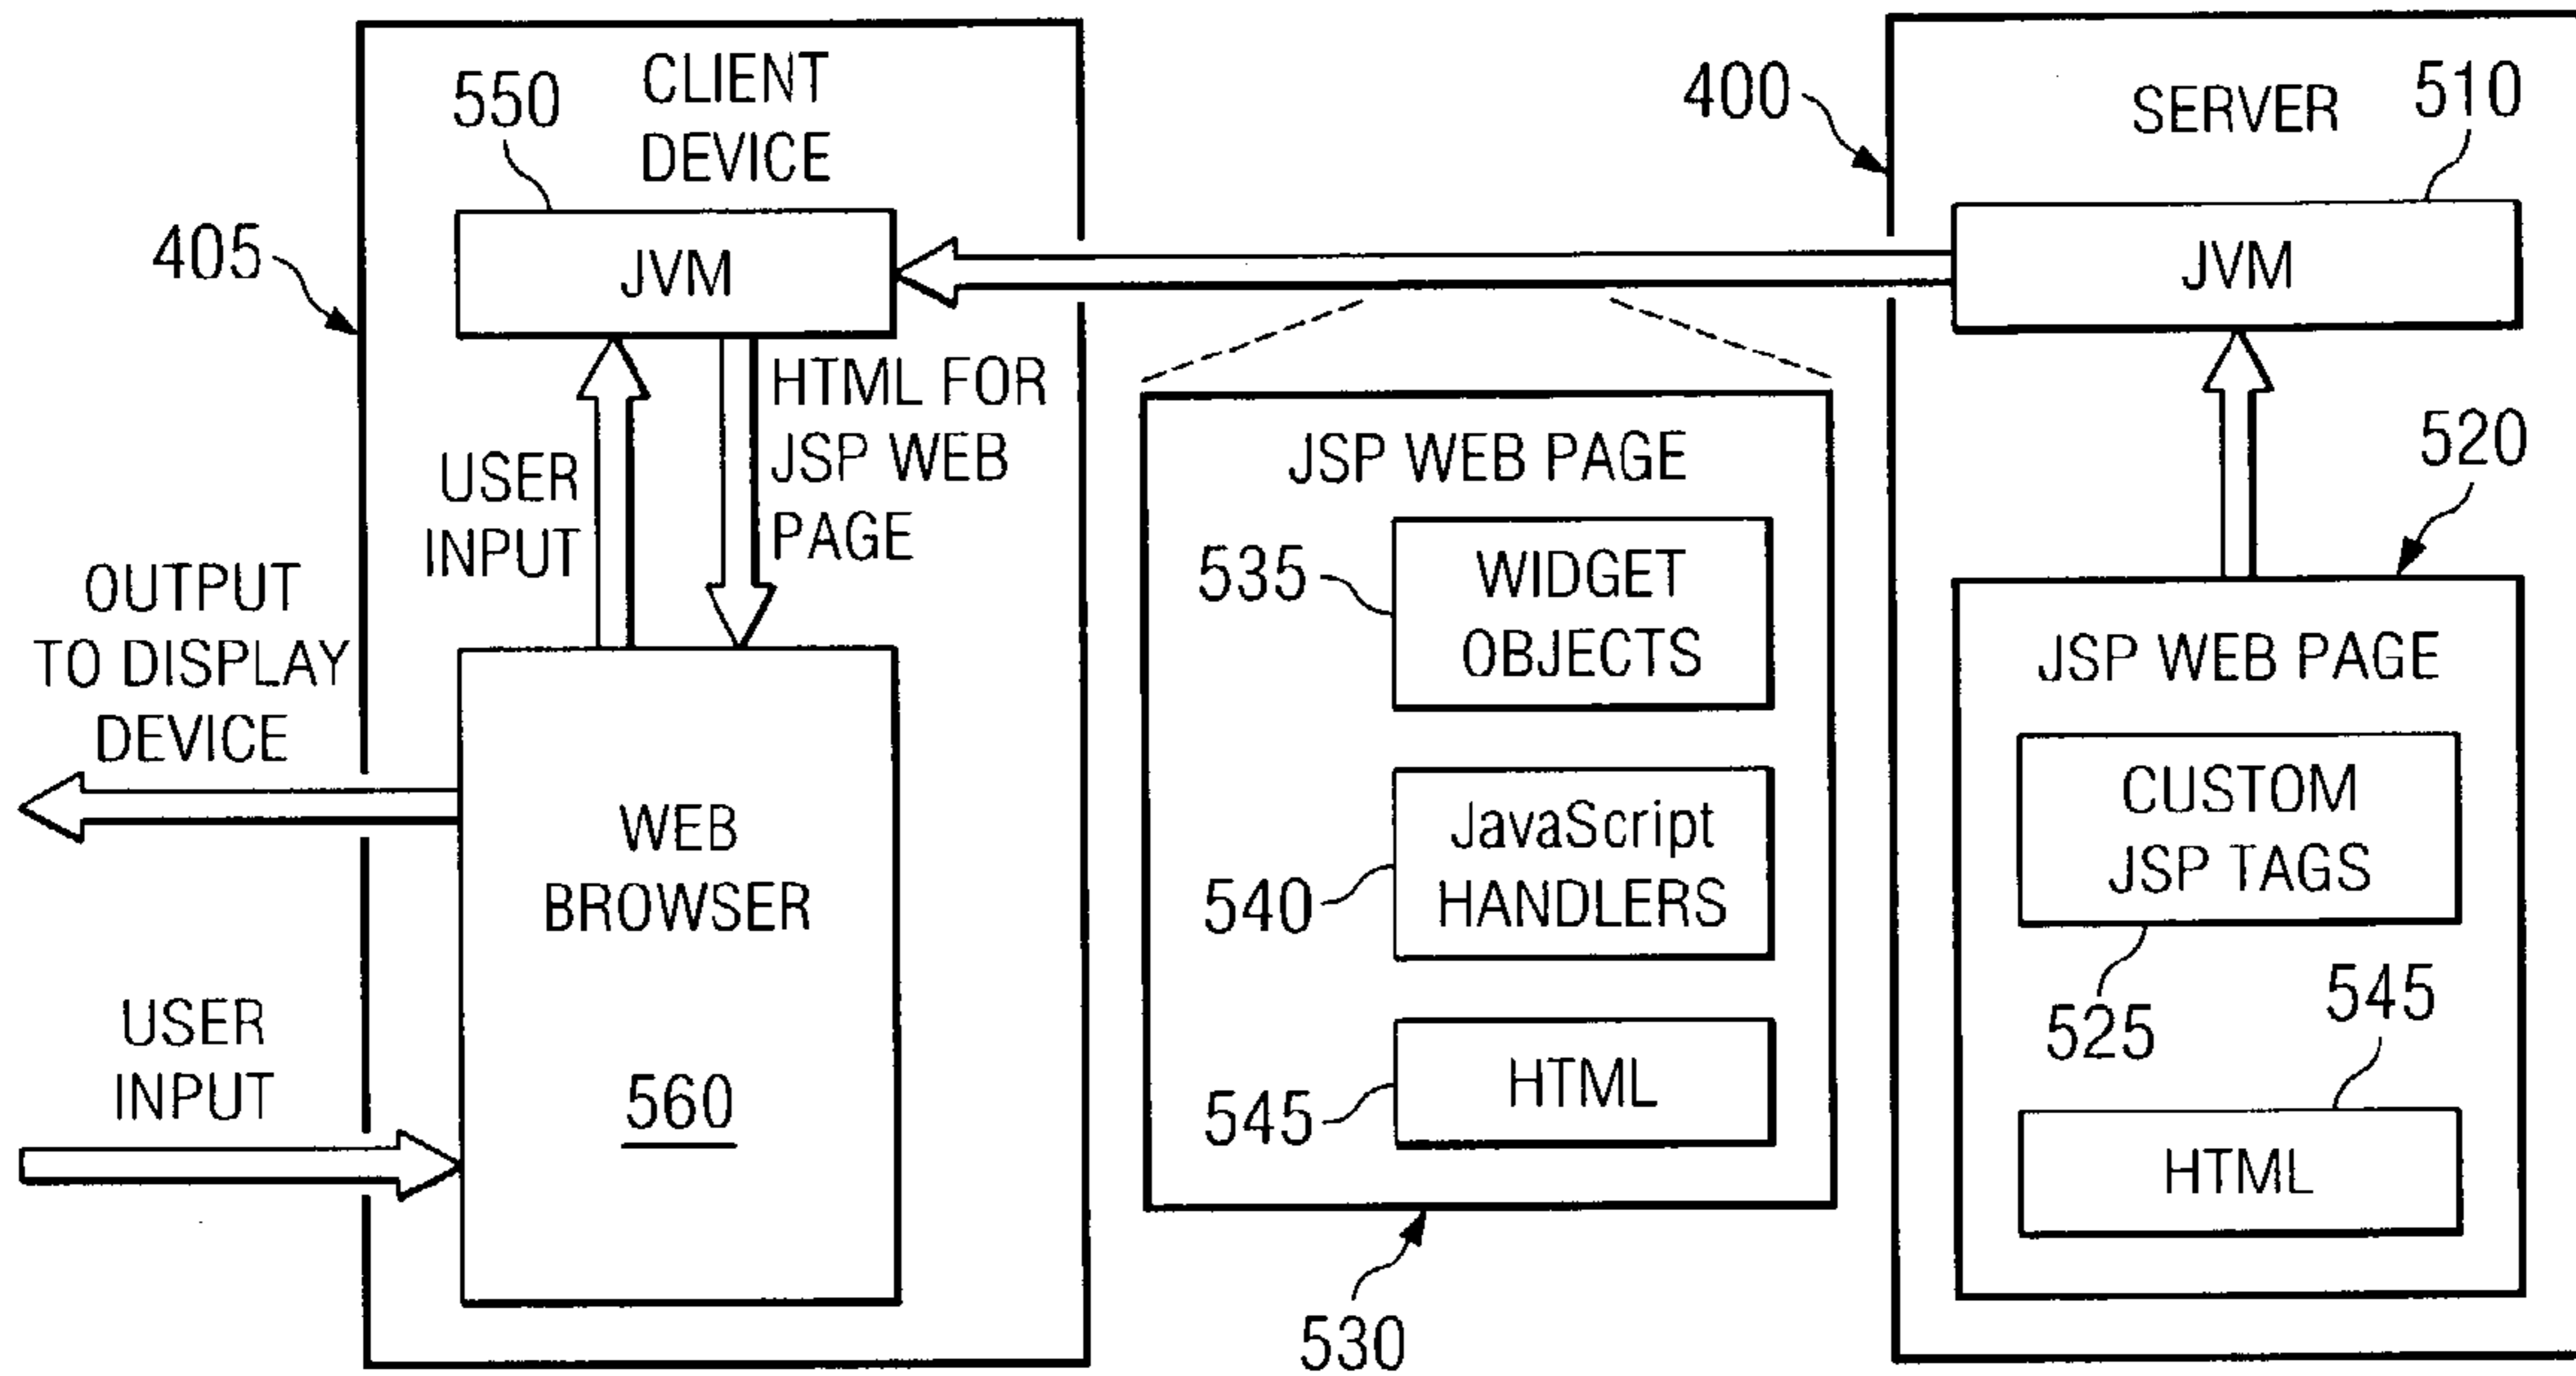 CLIENT
DEVICE
550
JVM
405
HTML FOR
JSP WEB
PAGE
USER
INPUT
OUTPUT
TO DISPLAY
DEVICE
WEB
BROWSER
560
USER
INPUT
JSP WEB PAGE
535
WIDGET
OBJECTS
540
JavaScript
HANDLERS
545
HTML
530
400
SERVER
510
JVM
520
JSP WEB PAGE
CUSTOM
JSP TAGS
525
545
HTML